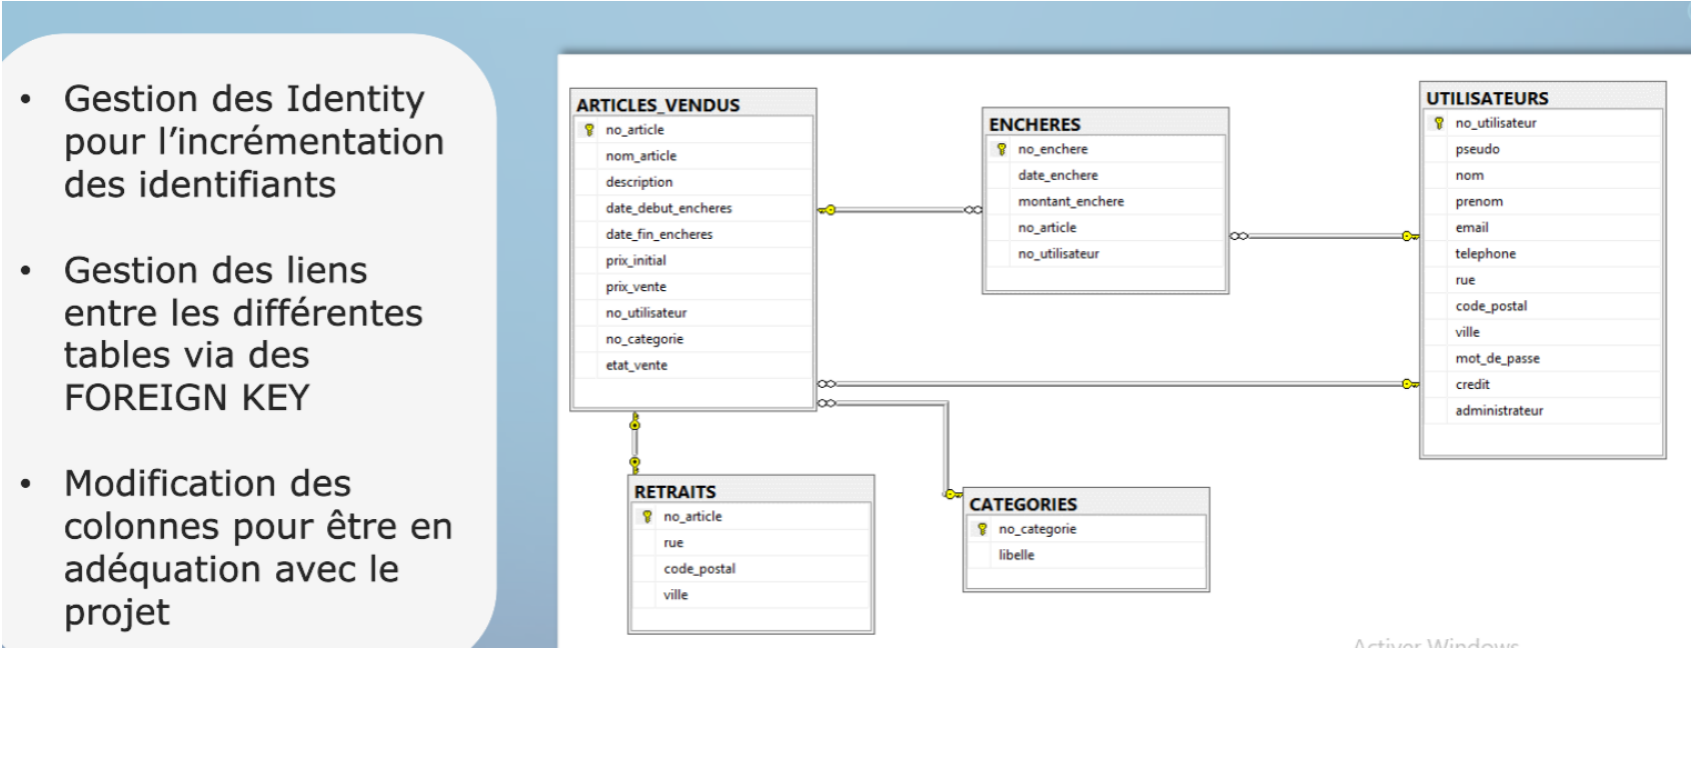 • Gestion des Identity
pour l’incrémentation
des identifiants
• Gestion des liens
entre les différentes
tables via des
FOREIGN KEY
• Modification des
colonnes pour être en
adéquation avec le
projet
ARTICLES_VENDUS
no_article
nom_article
description
date_debut_encheres
date_fin_encheres
prix_initial
prix_vente
no_utilisateur
no_categorie
etat_vente
ENCHERES
no_enchere
date_enchere
montant_enchere
no_article
no_utilisateur
UTILISATEURS
no_utilisateur
pseudo
nom
prenom
email
telephone
rue
code_postal
ville
mot_de_passe
credit
administrateur
RETRAITS
no_article
rue
code_postal
ville
CATEGORIES
no_categorie
libelle
Activer Windows